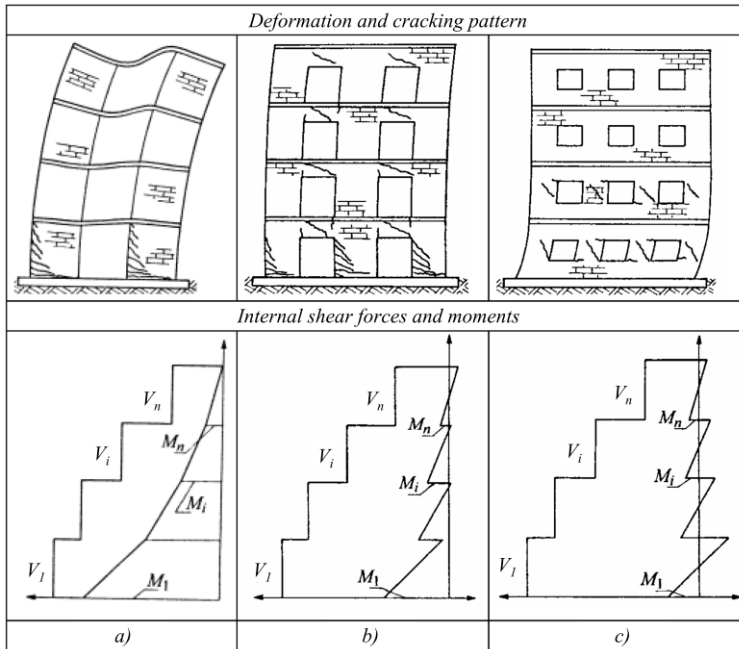 Deformation and cracking pattern
Internal shear forces and moments
Vn
Vi
V1
Mn
Mi
M1
Vn
Vi
V1
Mn
Mi
M1
Vn
Vi
V1
Mn
Mi
M1
a)
b)
c)